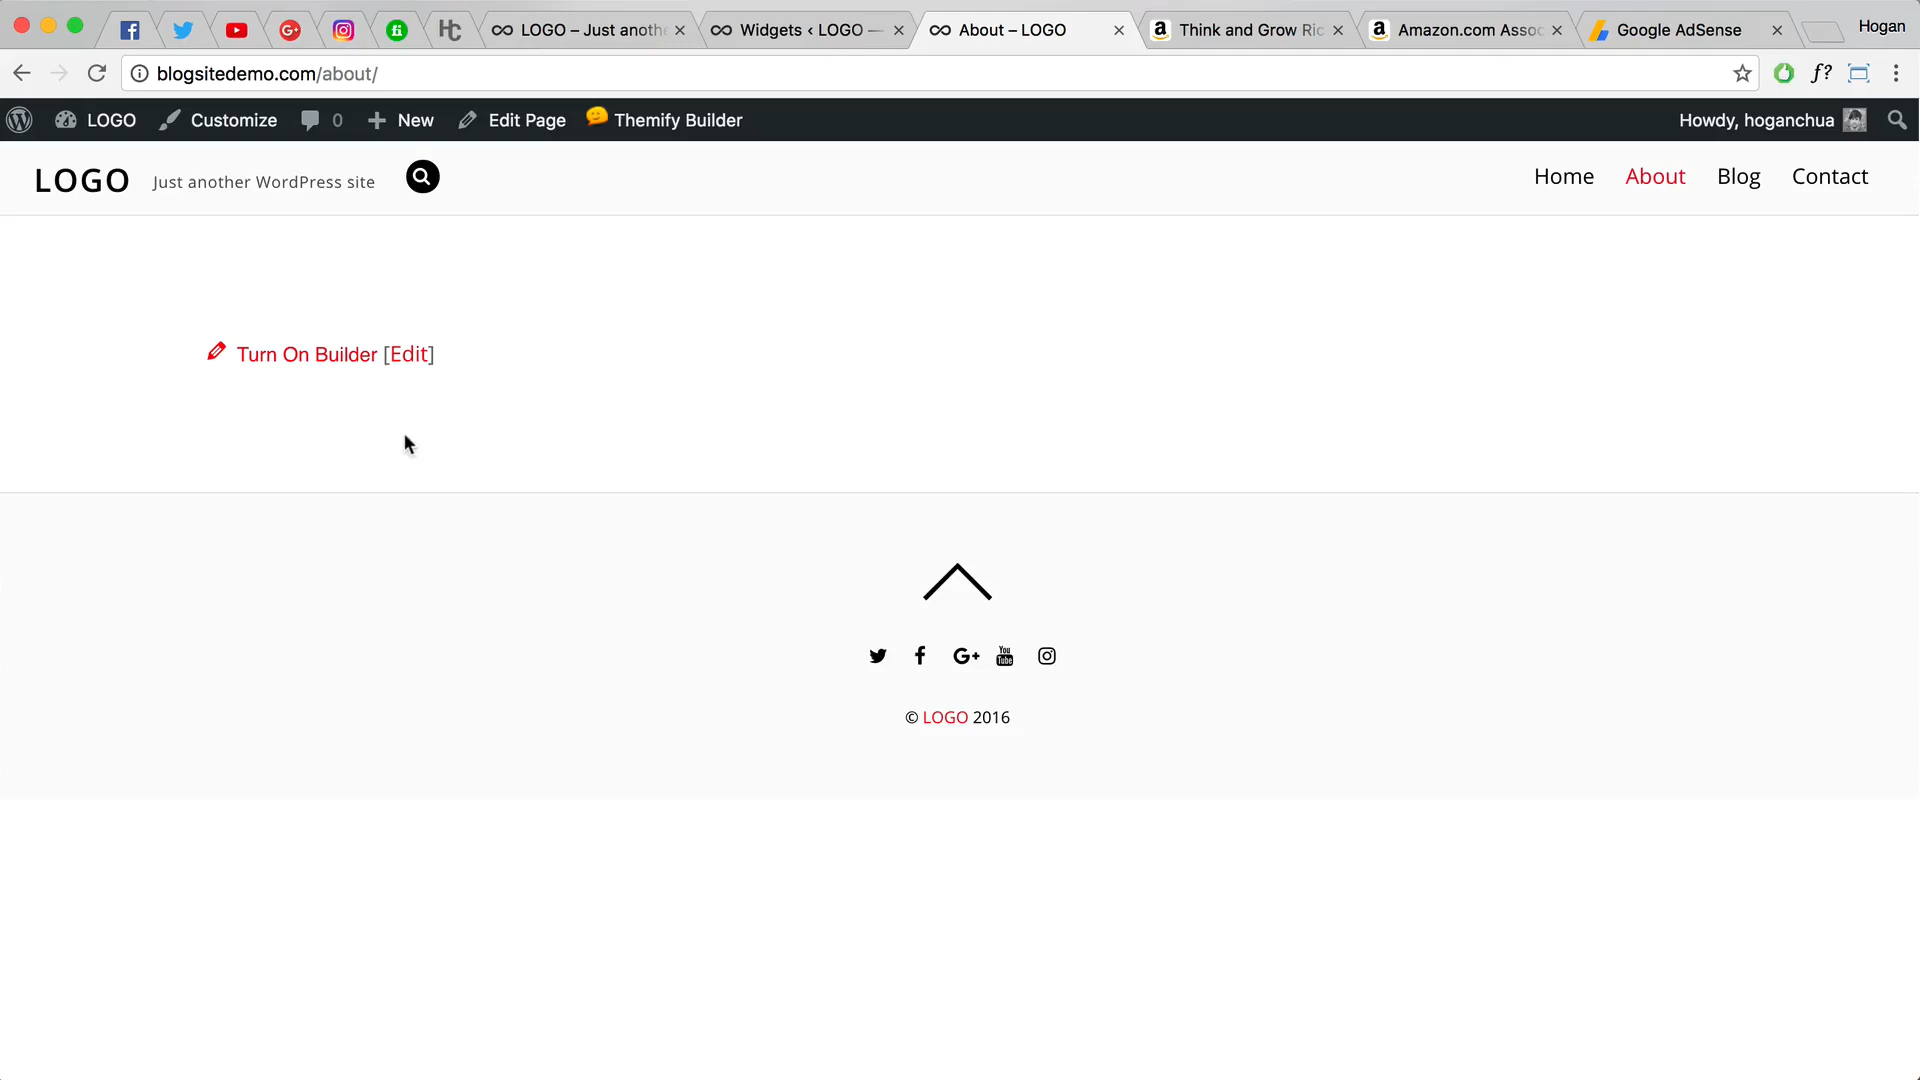 LOGO – Just anothe
Widgets ‹ LOGO —
About – LOGO
Think and Grow Ric
Amazon.com Assoc
Google AdSense
Hogan
blogsitedemo.com/about/
LOGO Customize 0 New Edit Page Themify Builder Howdy, hoganchua
LOGO Just another WordPress site Home About Blog Contact
Turn On Builder [Edit]
© LOGO 2016